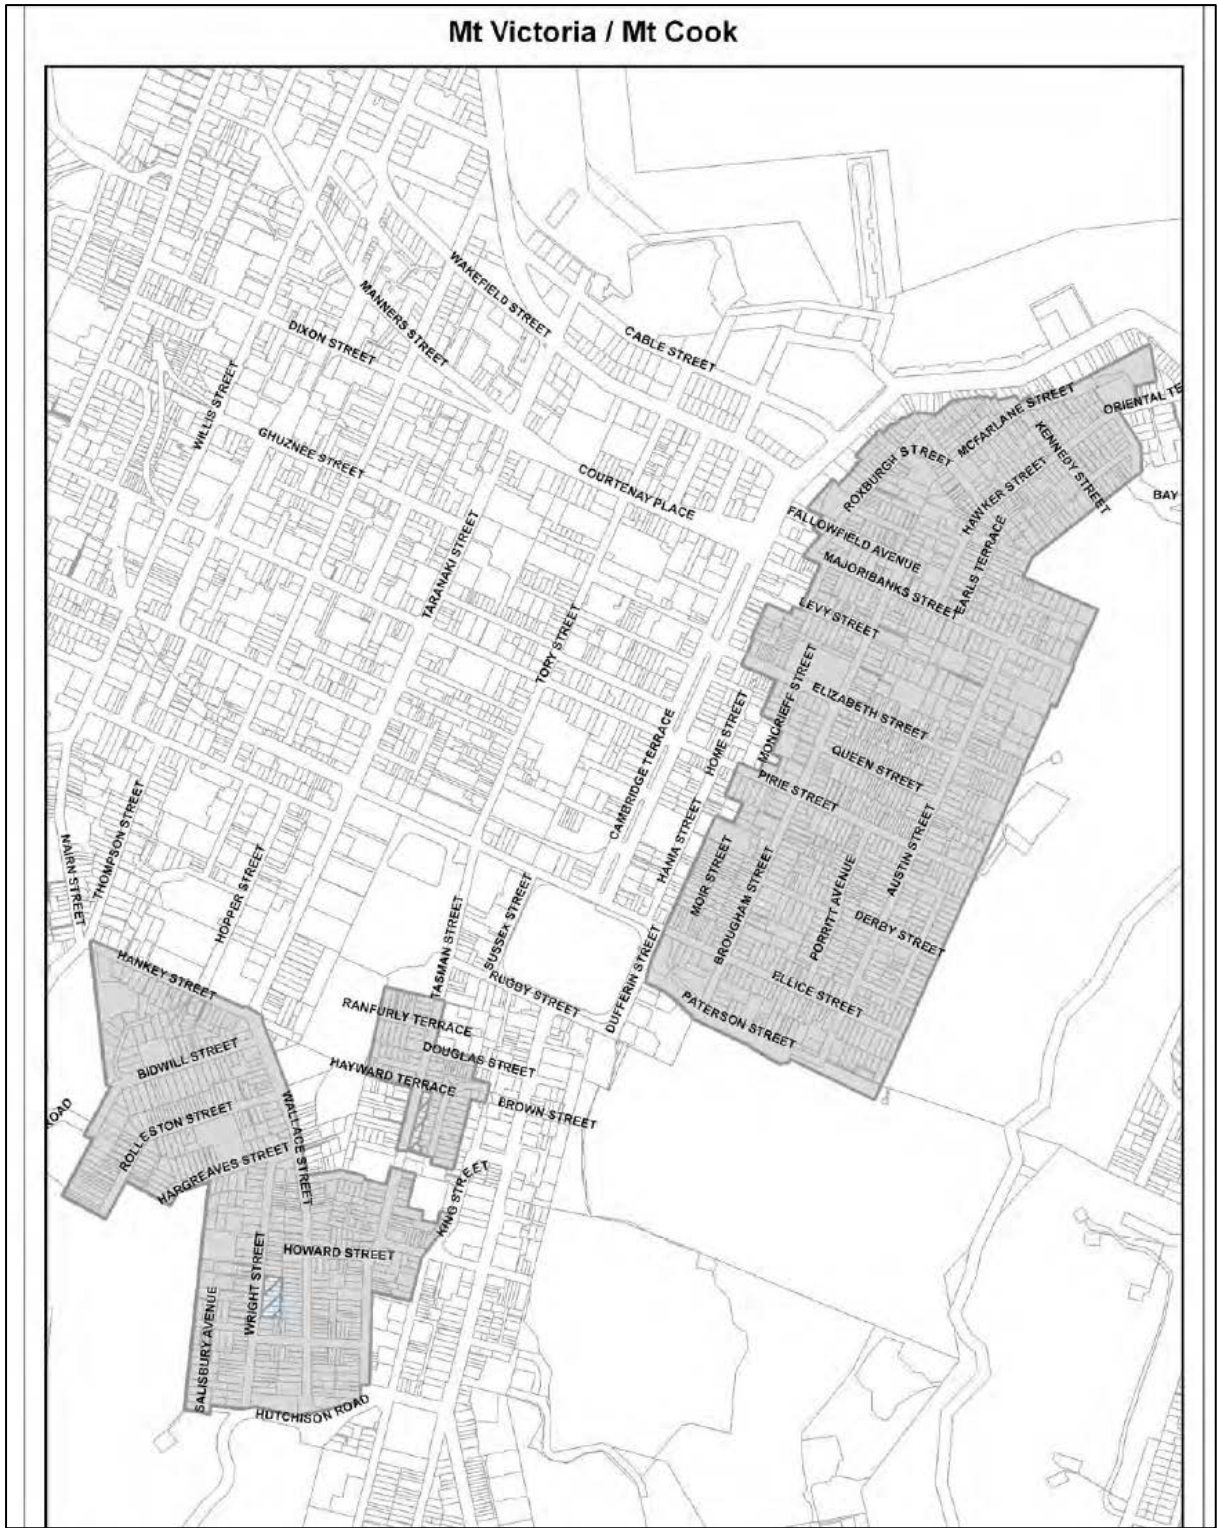 Mt Victoria / Mt Cook
WAKEFIELD STREET
MANNERS STREET
DIXON STREET
CABLE STREET
WILLIS STREET
GHUZNEE STREET
COURTENAY PLACE
TARANAKI STREET
TORY STREET
ORIENTAL TE
MCFARLANE STREET
KENNEDY STREET
ROXBURGH STREET
HAWKER STREET
BAY
FALLOWFIELD AVENUE
MAJORIBANKS STREET
EARLS TERRACE
LEVY STREET
MONCRIEFF STREET
ELIZABETH STREET
HOME STREET
QUEEN STREET
PIRIE STREET
CAMBRIDGE TERRACE
HANIA STREET
AUSTIN STREET
MOIR STREET
BROUGHAM STREET
PORRITT AVENUE
DERBY STREET
NAIRN STREET
THOMPSON STREET
HOPPER STREET
TASMAN STREET
SUSSEX STREET
RUGBY STREET
DUFFERIN STREET
ELLICE STREET
PATERSON STREET
HANKEY STREET
RANFURLY TERRACE
DOUGLAS STREET
HAYWARD TERRACE
BROWN STREET
BIDWILL STREET
ROAD
ROLLESTON STREET
WALLACE STREET
HARGREAVES STREET
KING STREET
HOWARD STREET
WRIGHT STREET
SALISBURY AVENUE
HUTCHISON ROAD